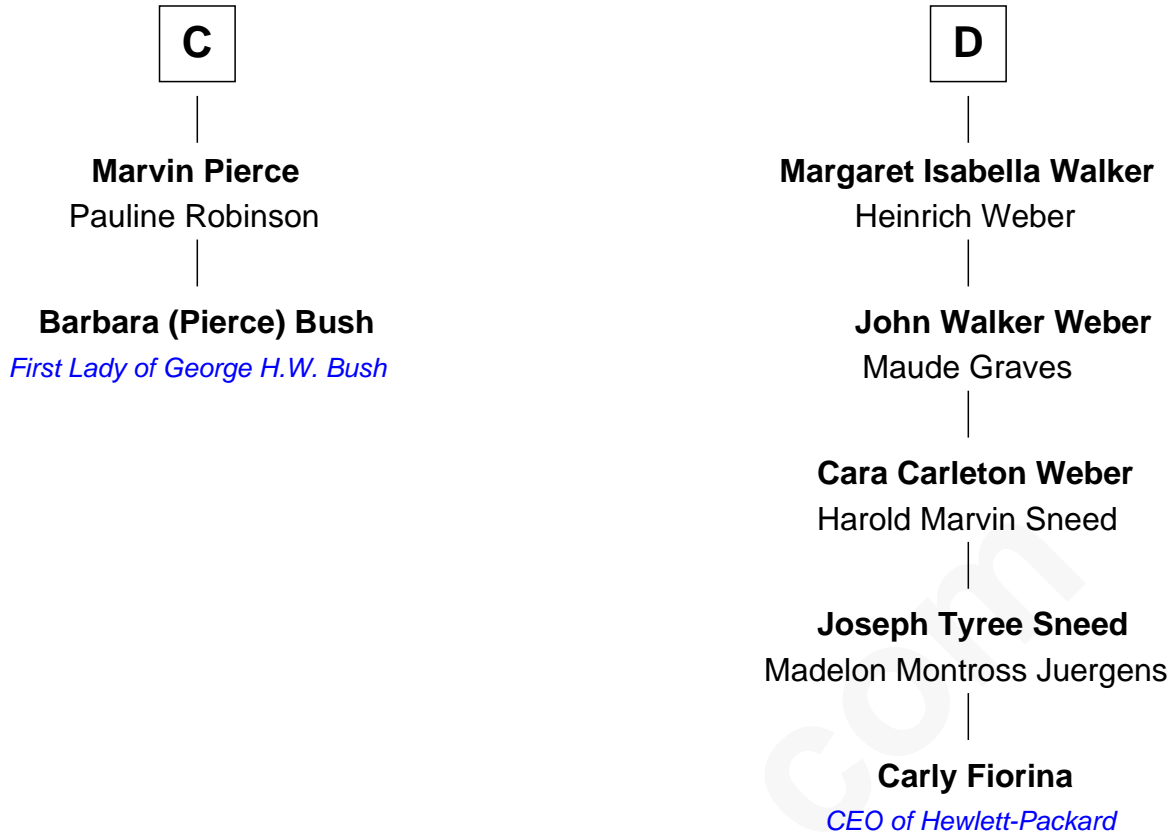 C
Marvin Pierce
Pauline Robinson
Barbara (Pierce) Bush
First Lady of George H.W. Bush
D
Margaret Isabella Walker
Heinrich Weber
John Walker Weber
Maude Graves
Cara Carleton Weber
Harold Marvin Sneed
Joseph Tyree Sneed
Madelon Montross Juergens
Carly Fiorina
CEO of Hewlett-Packard
com